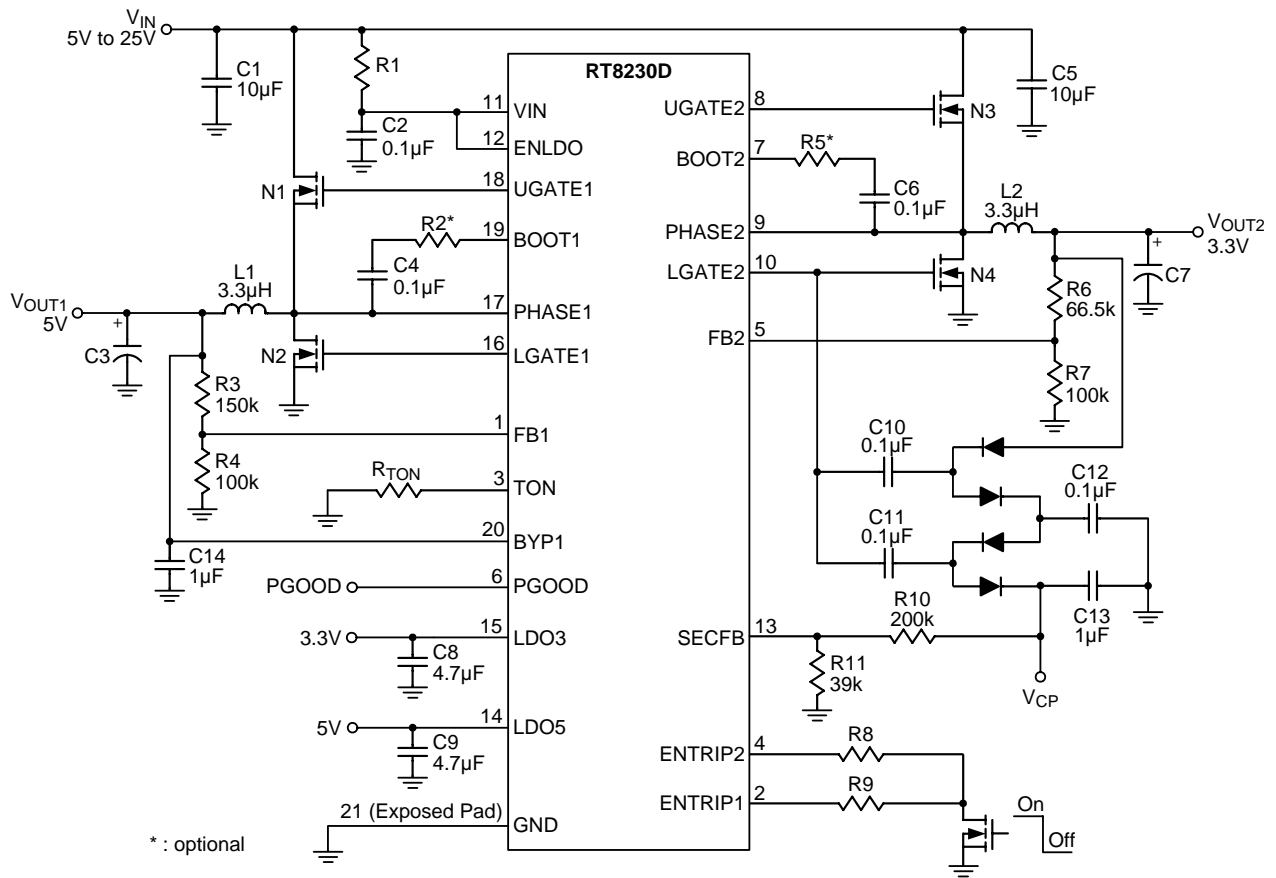 VIN
5V to 25V
C1
10µF
R1
C2
0.1µF
RT8230D
11
VIN
12
ENLDO
18
UGATE1
N1
R2*
19
BOOT1
C4
0.1µF
L1
3.3µH
17
PHASE1
VOUT1
5V
+
C3
N2
16
LGATE1
R3
150k
1
FB1
R4
100k
RTON
3
TON
20
BYP1
C14
1µF
PGOOD
6
PGOOD
3.3V
15
LDO3
C8
4.7µF
5V
14
LDO5
C9
4.7µF
21 (Exposed Pad)
GND
* : optional
UGATE2
8
N3
C5
10µF
BOOT2
7
R5*
C6
0.1µF
L2
3.3µH
PHASE2
9
VOUT2
3.3V
+
C7
LGATE2
10
N4
R6
66.5k
FB2
5
R7
100k
C10
0.1µF
C12
0.1µF
C11
0.1µF
C13
1µF
R10
200k
SECFB
13
R11
39k
VCP
ENTRIP2
4
R8
ENTRIP1
2
R9
On
Off